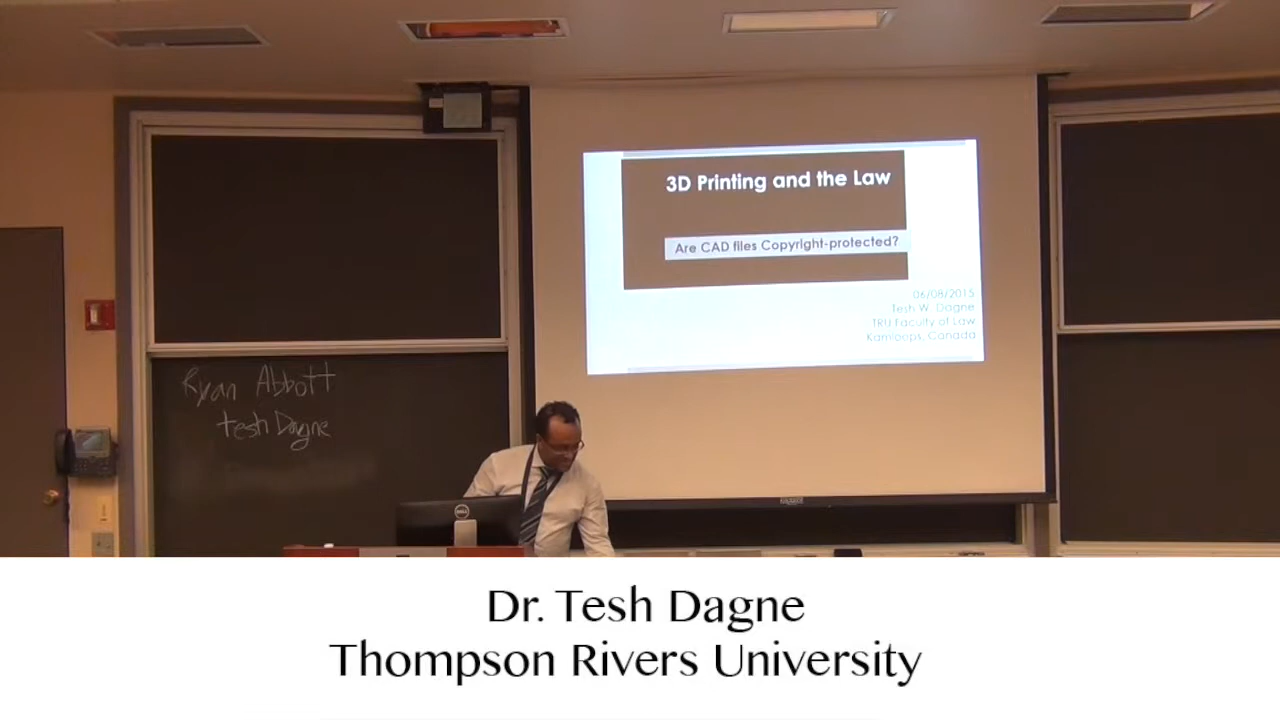 3D Printing and the Law
Are CAD files Copyright-protected?
06/08/2015
Tesh W. Dagne
TRU Faculty of Law
Kamloops, Canada
Ryan Abbott
Tesh Dagne
DELL
Dr. Tesh Dagne
Thompson Rivers University